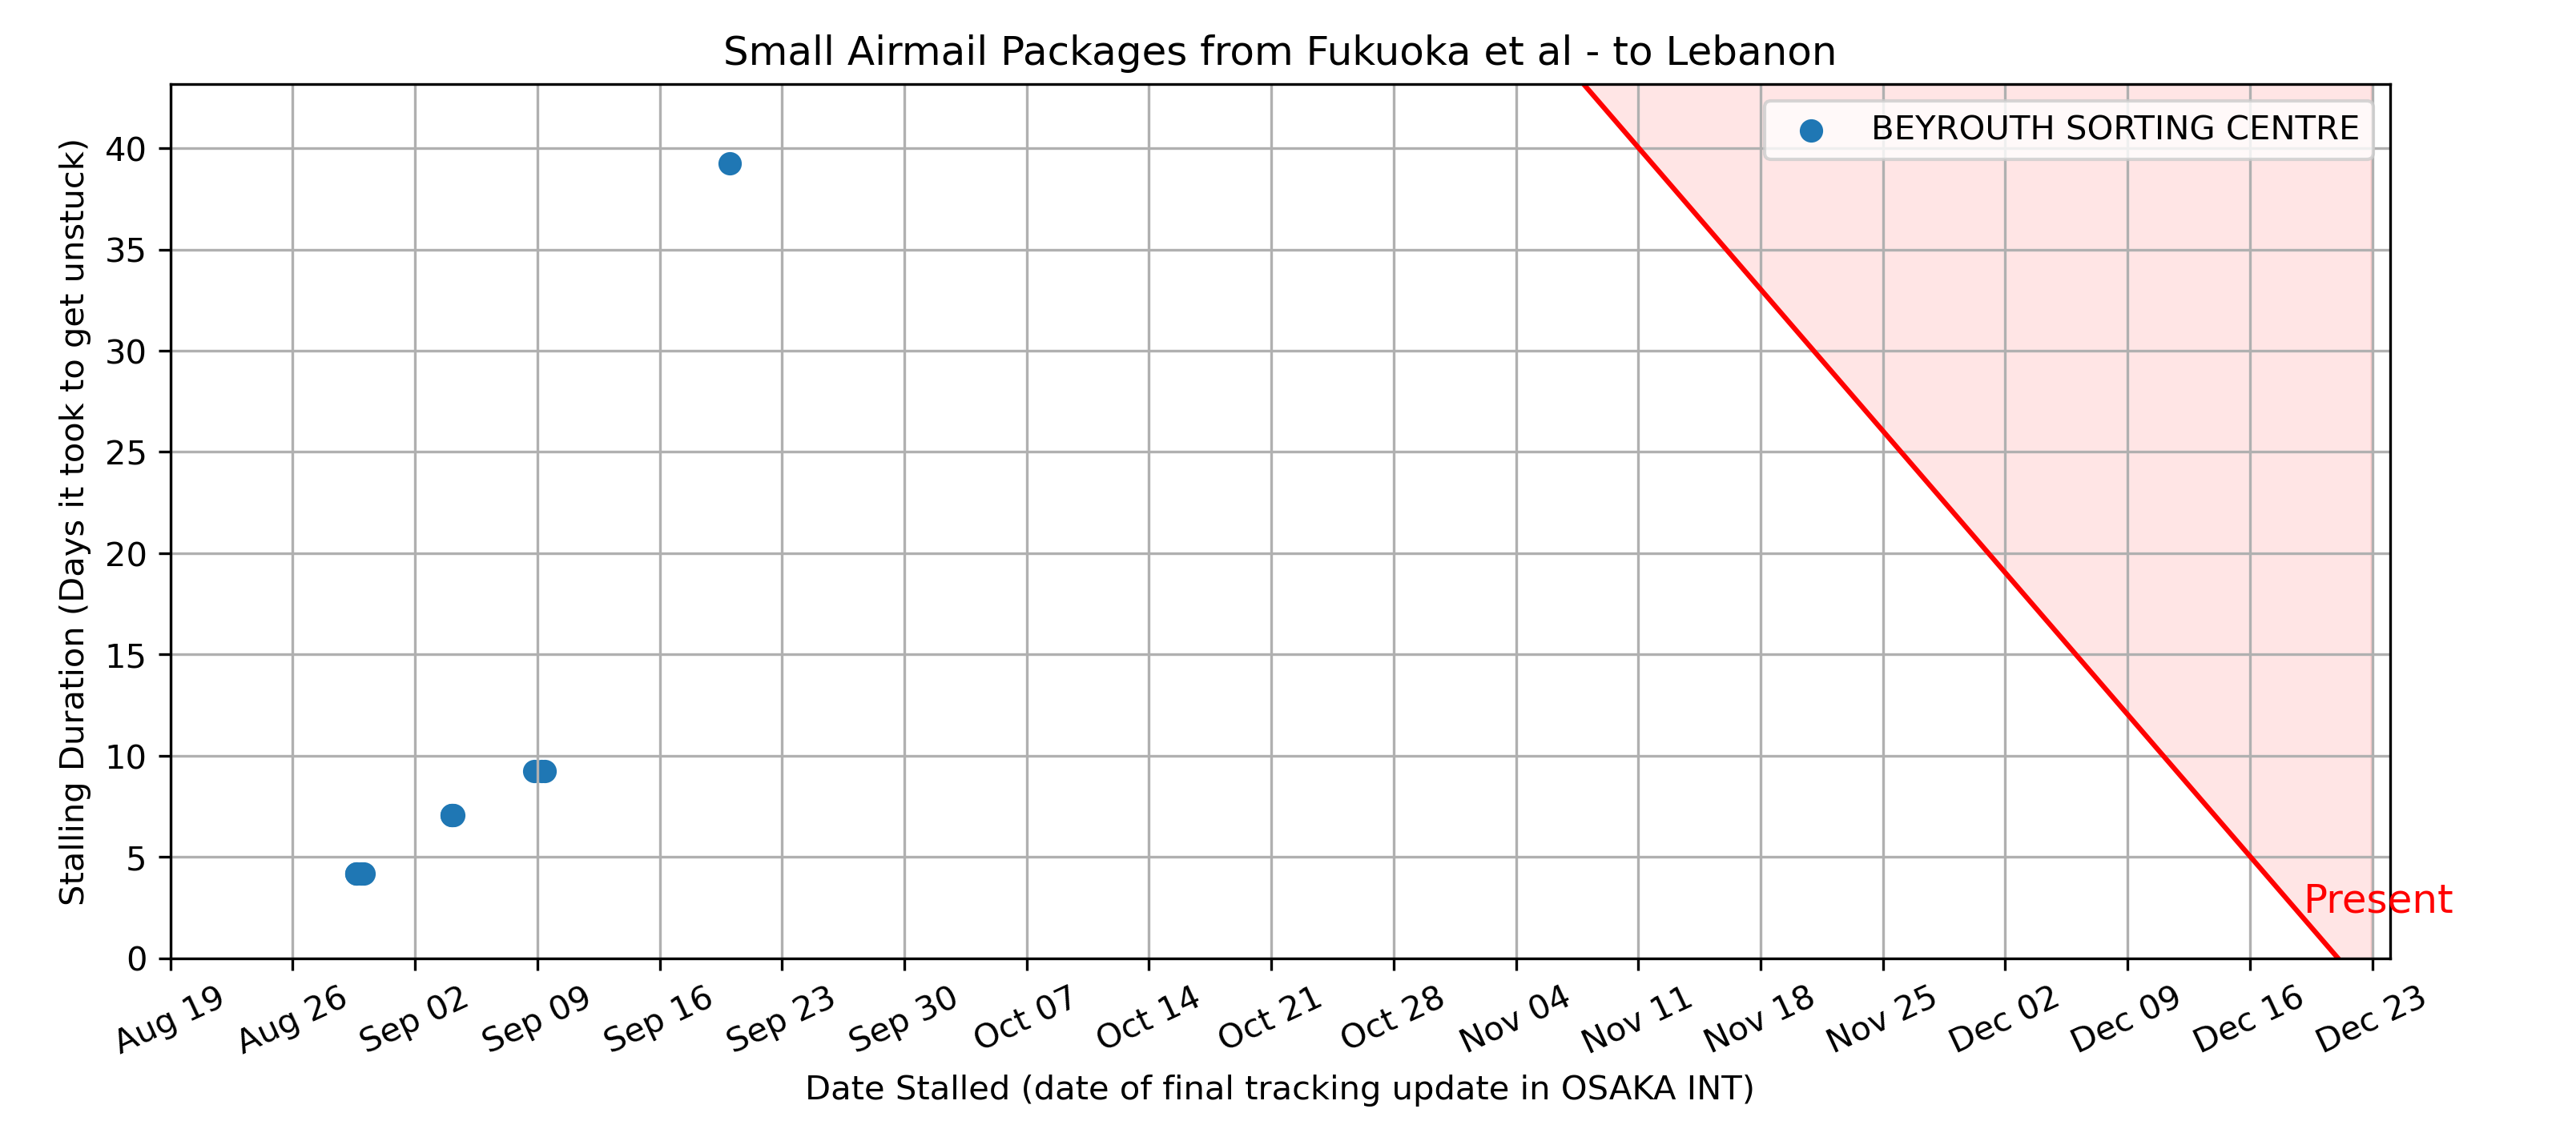 Small Airmail Packages from Fukuoka et al - to Lebanon
BEYROUTH SORTING CENTRE
Stalling Duration (Days it took to get unstuck)
40
35
30
25
20
15
10
5
0
Present
Aug 19
Aug 26
Sep 02
Sep 09
Sep 16
Sep 23
Sep 30
Oct 07
Oct 14
Oct 21
Oct 28
Nov 04
Nov 11
Nov 18
Nov 25
Dec 02
Dec 09
Dec 16
Dec 23
Date Stalled (date of final tracking update in OSAKA INT)